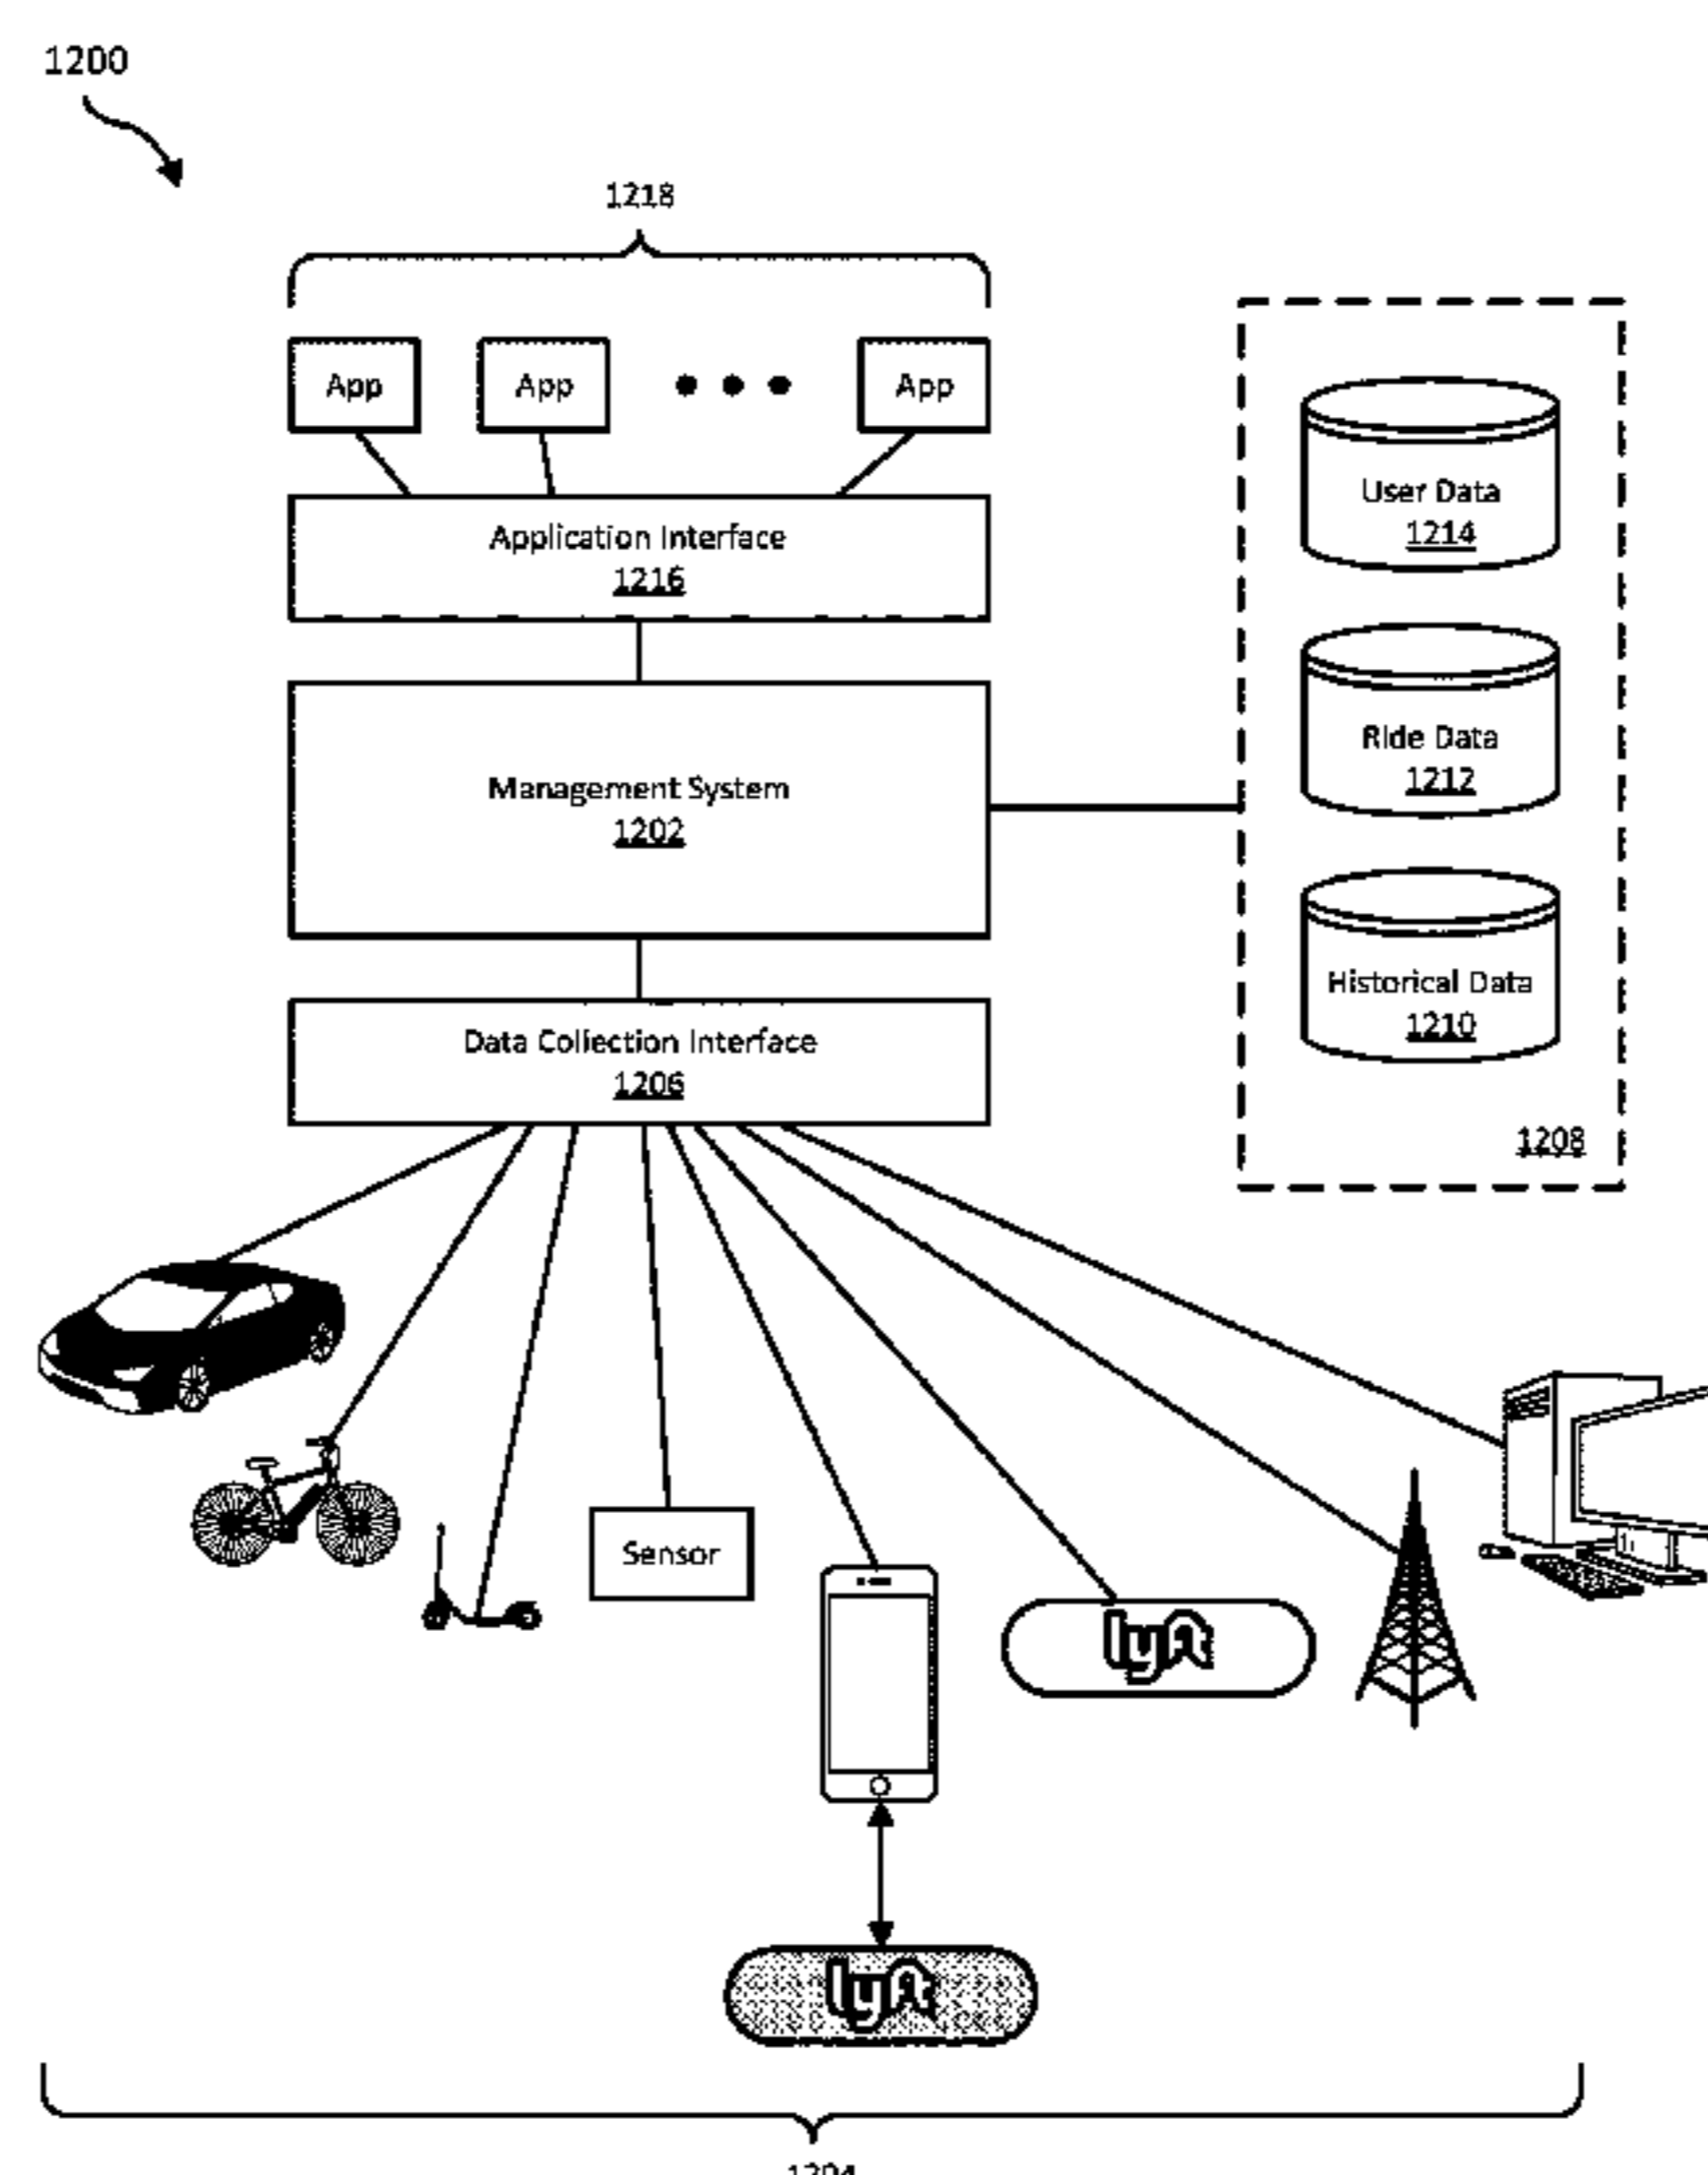 1200
1218
App
App
App
Application Interface
1216
User Data
1214
Ride Data
1212
Management System
1202
Historical Data
1210
Data Collection Interface
1206
1208
Sensor
lyft
lyft